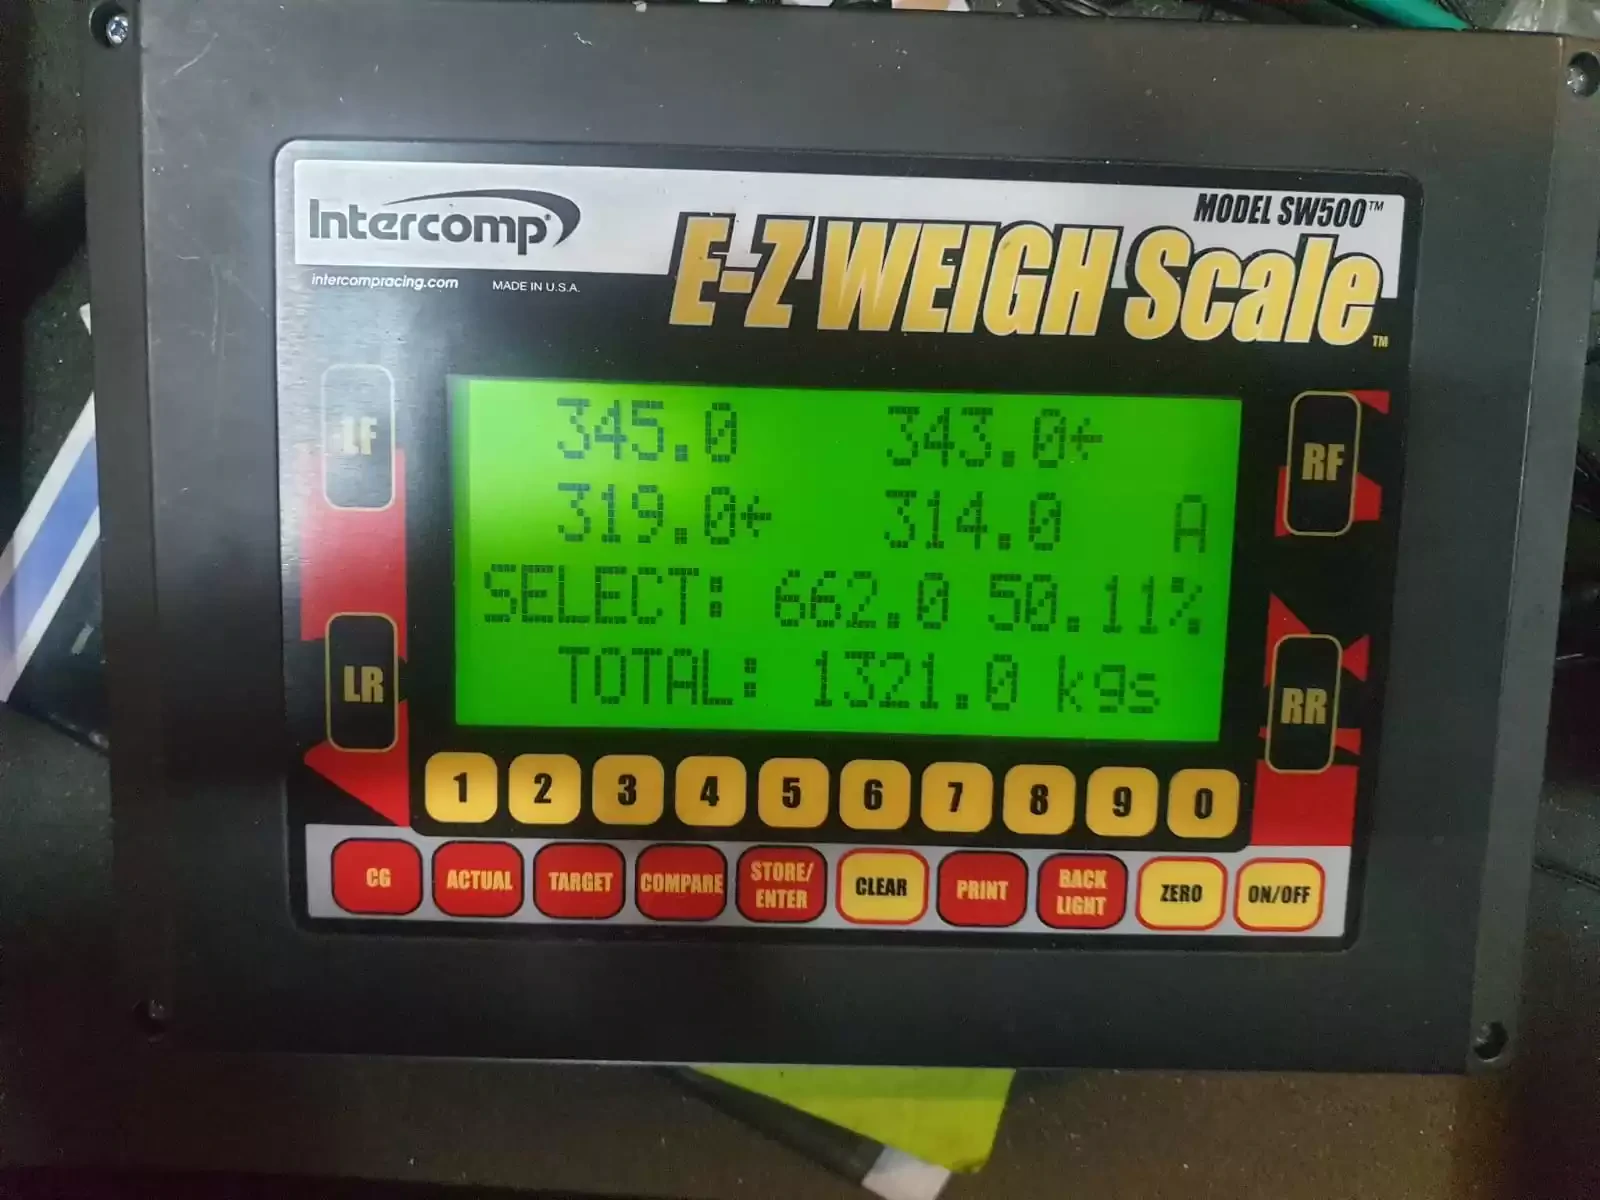 Intercomp®
MODEL SW500™
E-Z WEIGH Scale™
intercompracing.com MADE IN U.S.A.
LF
RF
345.0 343.0←
319.0← 314.0 A
SELECT: 662.0 50.11%
TOTAL: 1321.0 kgs
LR
RR
1 2 3 4 5 6 7 8 9 0
CG ACTUAL TARGET COMPARE STORE/ENTER CLEAR PRINT BACK LIGHT ZERO ON/OFF